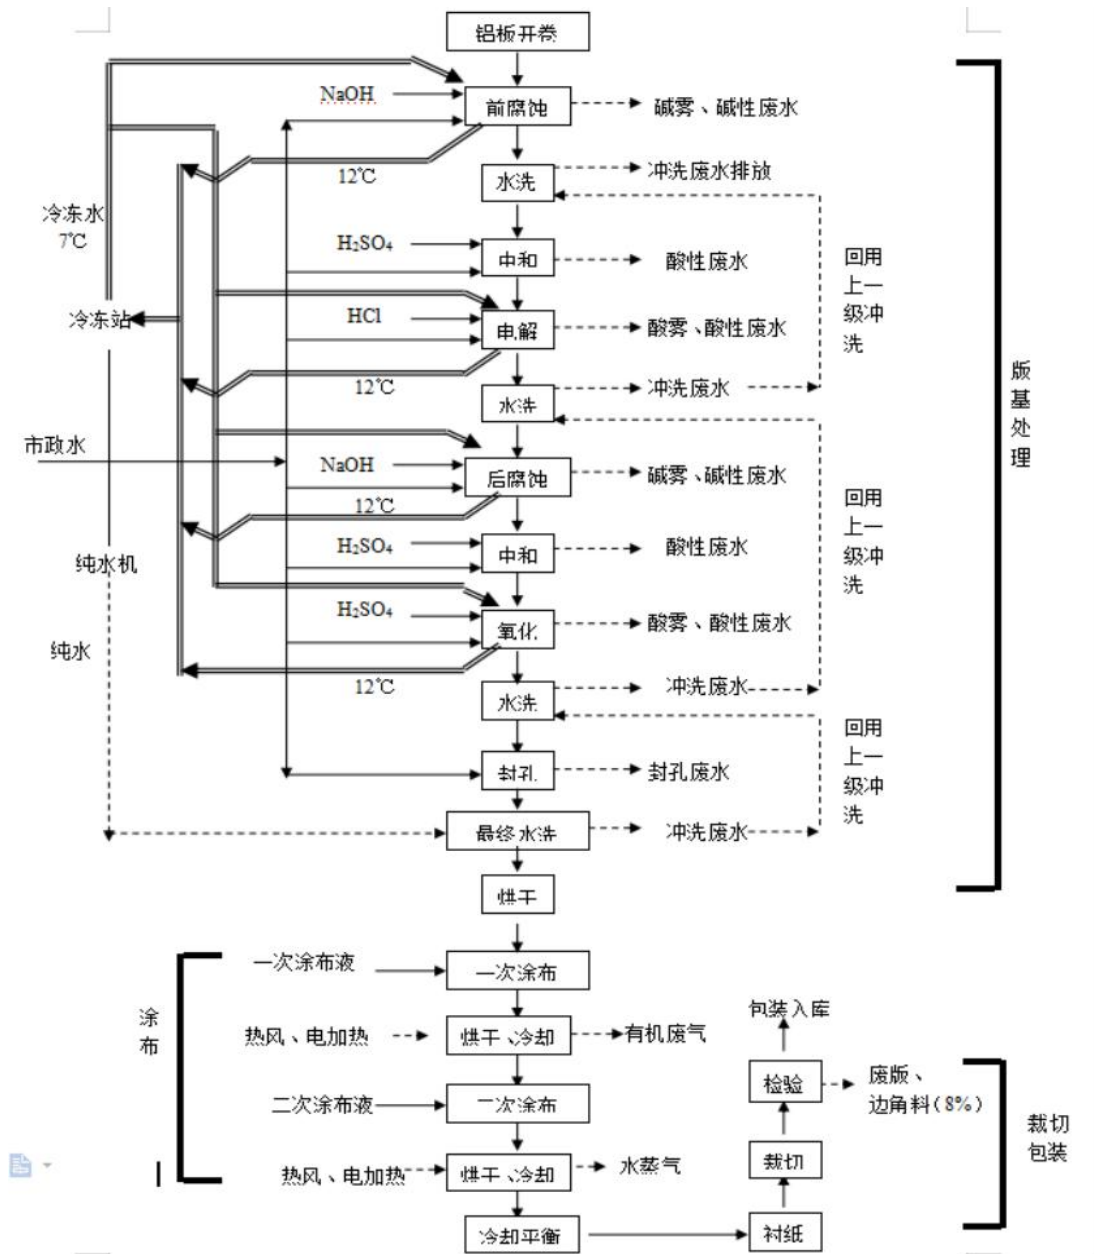 铝板开卷
NaOH
前腐蚀
碱雾、碱性废水
12℃
水洗
冲洗废水排放
冷冻水
7℃
H₂SO₄
中和
酸性废水
回用
上一
级冲
洗
冷冻站
HCl
电解
酸雾、酸性废水
12℃
水洗
冲洗废水
版
基
处
理
市政水
NaOH
后腐蚀
碱雾、碱性废水
12℃
回用
上一
级冲
洗
H₂SO₄
中和
酸性废水
纯水机
H₂SO₄
氧化
酸雾、酸性废水
纯水
12℃
水洗
冲洗废水
回用
上一
级冲
洗
封孔
封孔废水
最终水洗
冲洗废水
烘干
一次涂布液
一次涂布
涂
布
热风、电加热
烘干、冷却
有机废气
包装入库
检验
废版、
边角料（8%）
二次涂布液
二次涂布
裁切
包装
热风、电加热
烘干、冷却
水蒸气
裁切
冷却平衡
衬纸